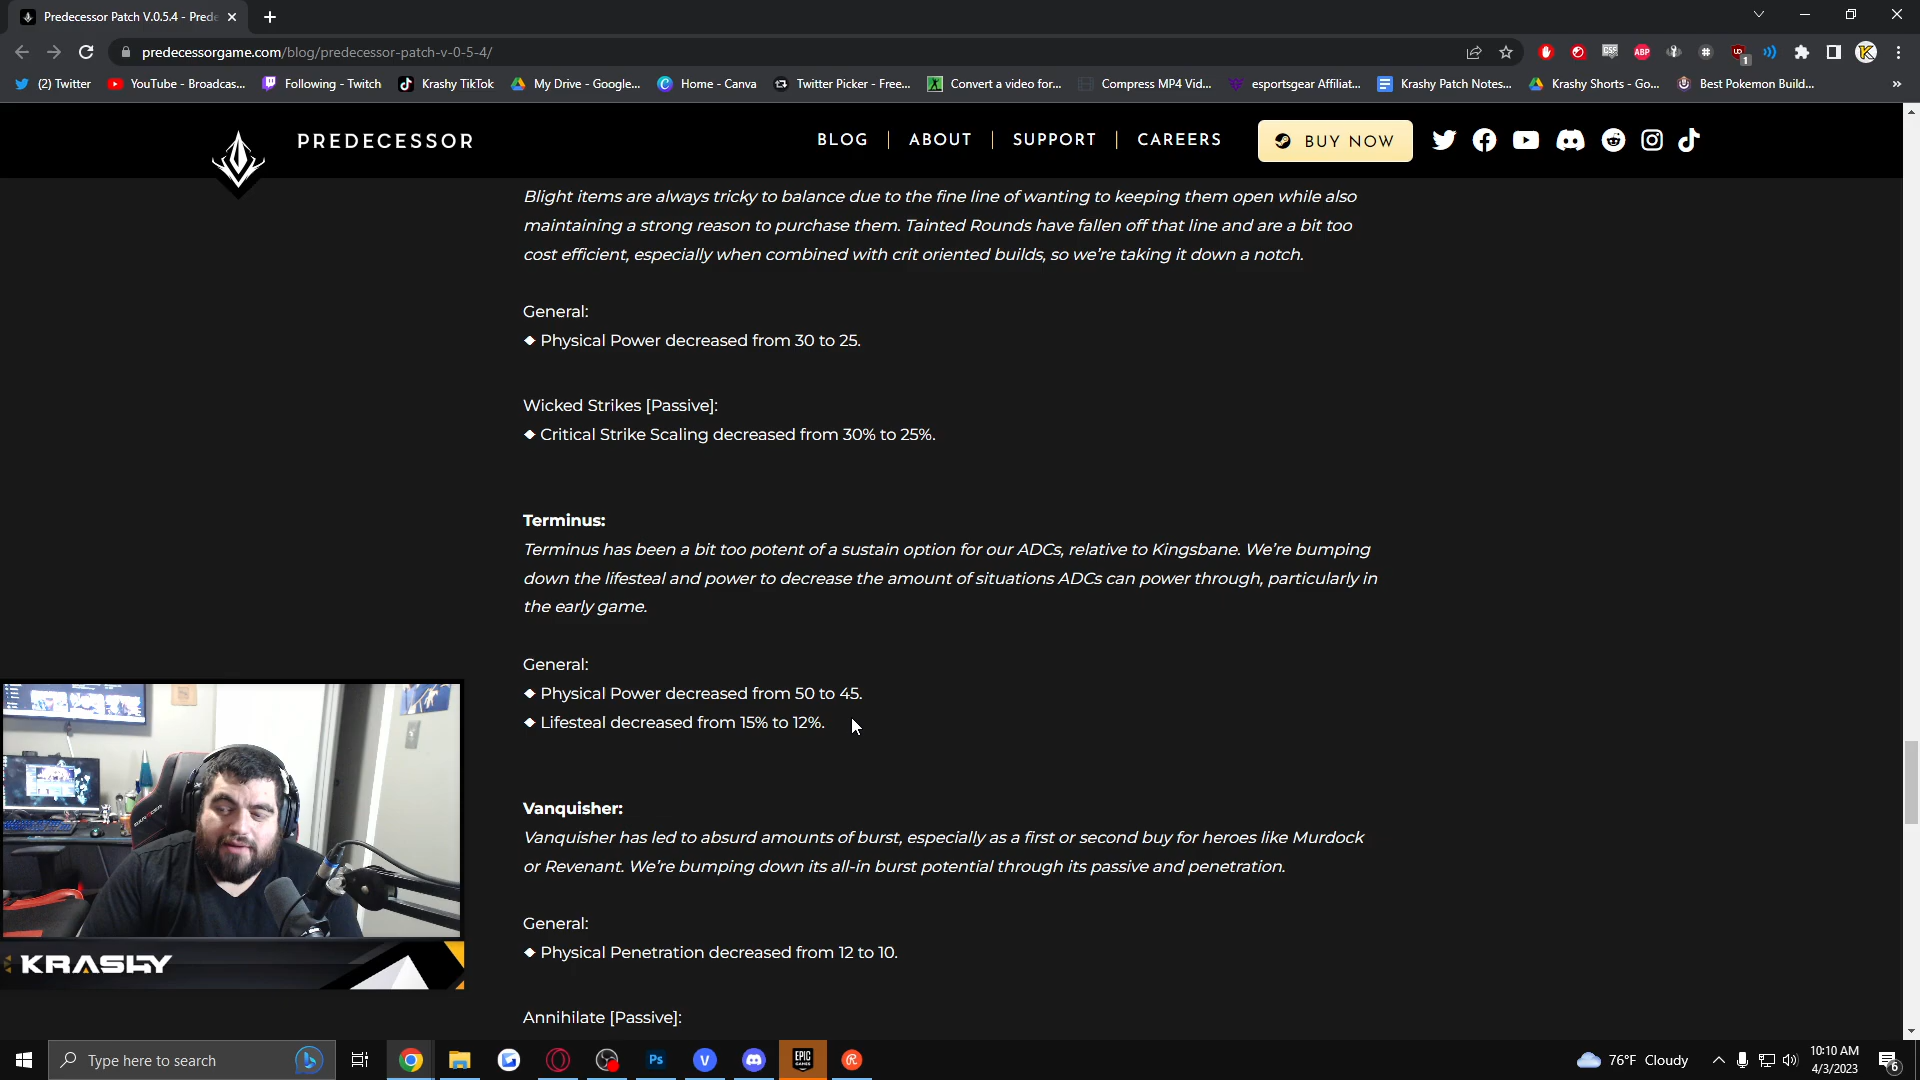 Predecessor Patch V.0.5.4 - Prede
predecessorgame.com/blog/predecessor-patch-v-0-5-4/
(2) Twitter
YouTube - Broadcas...
Following - Twitch
Krashy TikTok
My Drive - Google...
Home - Canva
Twitter Picker - Free...
Convert a video for...
Compress MP4 Vid...
esportsgear Affiliat...
Krashy Patch Notes...
Krashy Shorts - Go...
Best Pokemon Build...
PREDECESSOR
BLOG | ABOUT | SUPPORT | CAREERS
BUY NOW
Blight items are always tricky to balance due to the fine line of wanting to keeping them open while also
maintaining a strong reason to purchase them. Tainted Rounds have fallen off that line and are a bit too
cost efficient, especially when combined with crit oriented builds, so we're taking it down a notch.
General:
◆ Physical Power decreased from 30 to 25.
Wicked Strikes [Passive]:
◆ Critical Strike Scaling decreased from 30% to 25%.
Terminus:
Terminus has been a bit too potent of a sustain option for our ADCs, relative to Kingsbane. We're bumping
down the lifesteal and power to decrease the amount of situations ADCs can power through, particularly in
the early game.
General:
◆ Physical Power decreased from 50 to 45.
◆ Lifesteal decreased from 15% to 12%.
Vanquisher:
Vanquisher has led to absurd amounts of burst, especially as a first or second buy for heroes like Murdock
or Revenant. We're bumping down its all-in burst potential through its passive and penetration.
General:
◆ Physical Penetration decreased from 12 to 10.
Annihilate [Passive]:
KRASHY
Type here to search
Ps
V
EPIC
GAMES
76°F Cloudy
10:10 AM
4/3/2023
6